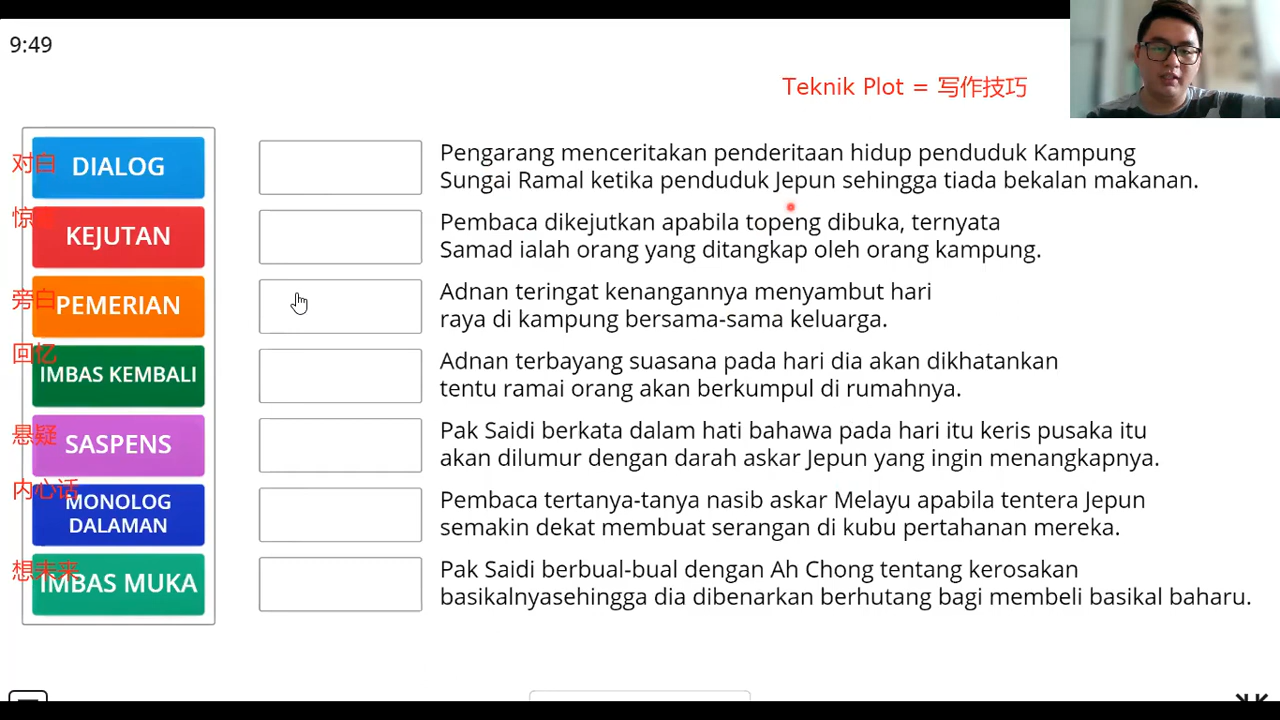 9:49
Teknik Plot = 写作技巧
对白 DIALOG
KEJUTAN
旁白 PEMERIAN
回忆 IMBAS KEMBALI
悬疑 SASPENS
内心话 MONOLOG
DALAMAN
想未来 IMBAS MUKA
Pengarang menceritakan penderitaan hidup penduduk Kampung
Sungai Ramal ketika penduduk Jepun sehingga tiada bekalan makanan.
Pembaca dikejutkan apabila topeng dibuka, ternyata
Samad ialah orang yang ditangkap oleh orang kampung.
Adnan teringat kenangannya menyambut hari
raya di kampung bersama-sama keluarga.
Adnan terbayang suasana pada hari dia akan dikhatankan
tentu ramai orang akan berkumpul di rumahnya.
Pak Saidi berkata dalam hati bahawa pada hari itu keris pusaka itu
akan dilumur dengan darah askar Jepun yang ingin menangkapnya.
Pembaca tertanya-tanya nasib askar Melayu apabila tentera Jepun
semakin dekat membuat serangan di kubu pertahanan mereka.
Pak Saidi berbual-bual dengan Ah Chong tentang kerosakan
basikalnyasehingga dia dibenarkan berhutang bagi membeli basikal baharu.